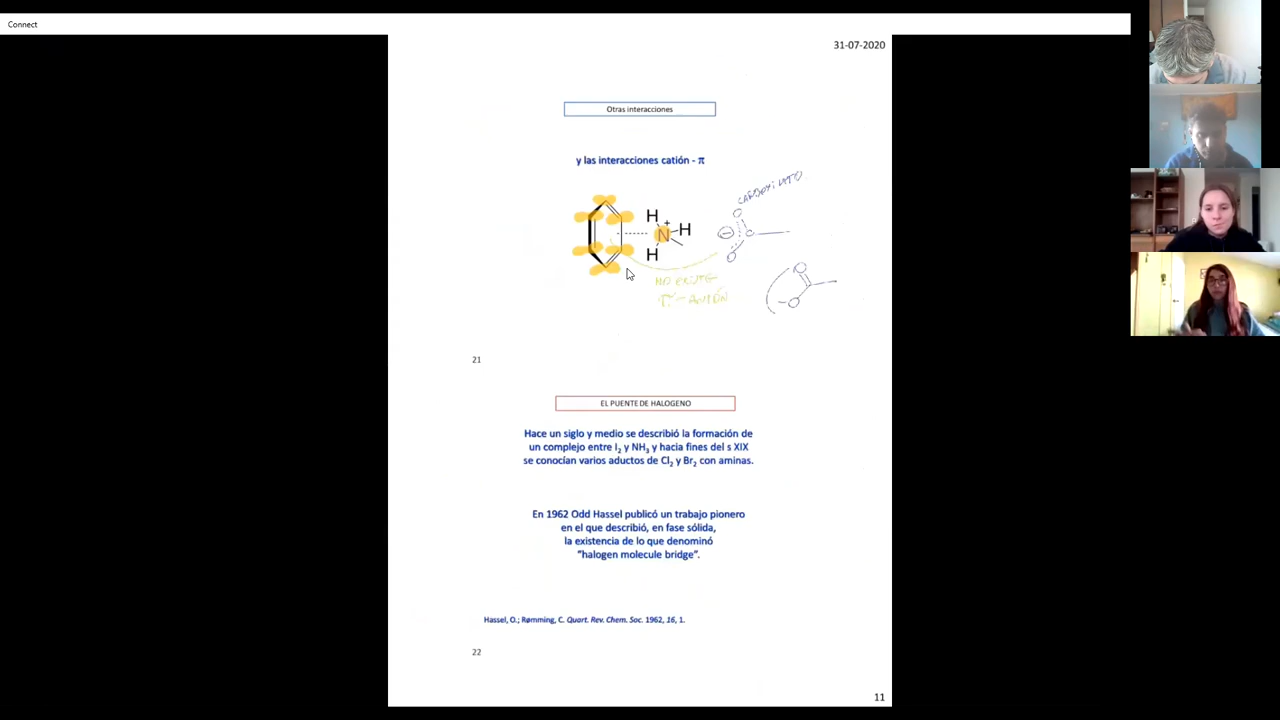 Connect
31-07-2020
Otras interacciones
y las interacciones catión - π
CARBOXILATO
H
+
N
H
H
O
C
O
−
O
−O
NO EXISTE
π - ANIÓN
21
EL PUENTE DE HALOGENO
Hace un siglo y medio se describió la formación de
un complejo entre I₂ y NH₃ y hacia fines del s XIX
se conocían varios aductos de Cl₂ y Br₂ con aminas.
En 1962 Odd Hassel publicó un trabajo pionero
en el que describió, en fase sólida,
la existencia de lo que denominó
"halogen molecule bridge".
Hassel, O.; Rømming, C. Quart. Rev. Chem. Soc. 1962, 16, 1.
22
11